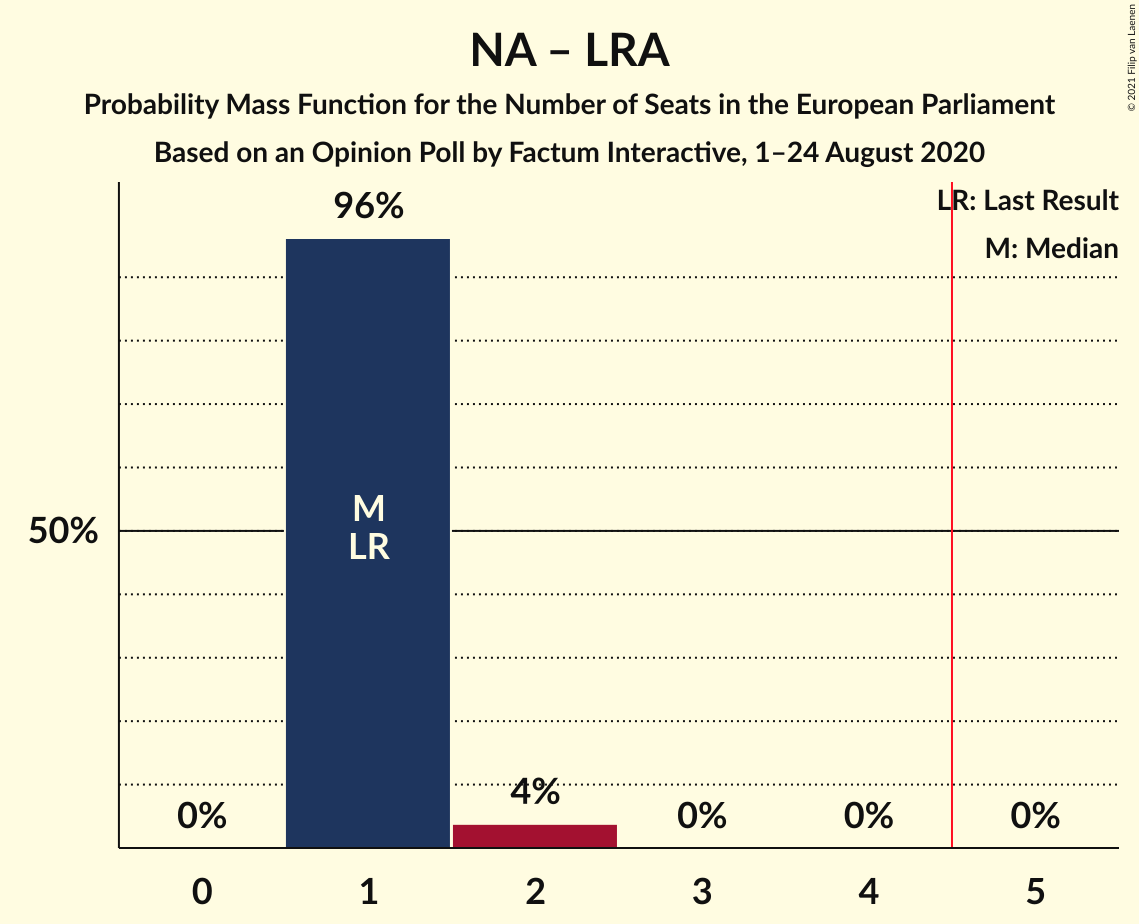 NA – LRA
Probability Mass Function for the Number of Seats in the European Parliament
Based on an Opinion Poll by Factum Interactive, 1–24 August 2020
© 2021 Filip van Laenen
LR: Last Result
M: Median
96%
50%
M
LR
0%
4%
0%
0%
0%
0
1
2
3
4
5